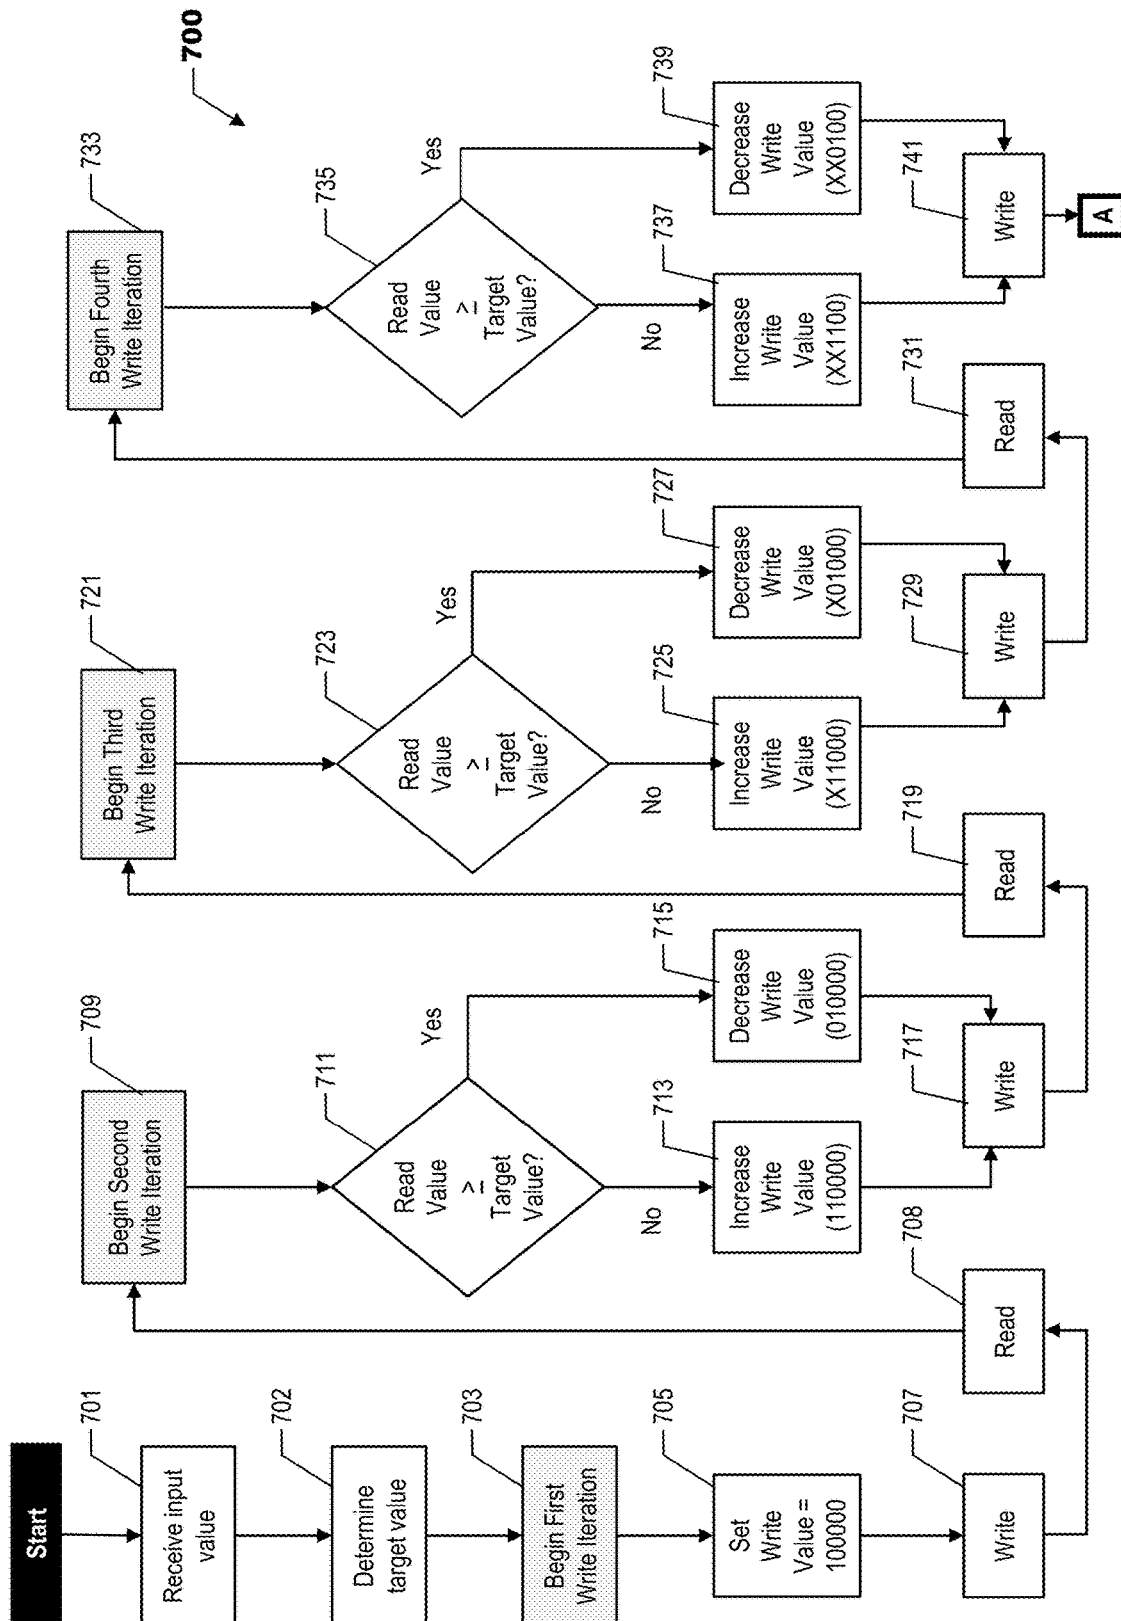 700
Start
701
Receive input
value
702
Determine
target value
703
Begin First
Write Iteration
705
Set
Write
Value =
100000
707
Write
708
Read
709
Begin Second
Write Iteration
711
Read
Value
≥
Target
Value?
No
Yes
713
Increase
Write
Value
(110000)
715
Decrease
Write
Value
(010000)
717
Write
719
Read
721
Begin Third
Write Iteration
723
Read
Value
≥
Target
Value?
No
Yes
725
Increase
Write
Value
(X11000)
727
Decrease
Write
Value
(X01000)
729
Write
731
Read
733
Begin Fourth
Write Iteration
735
Read
Value
≥
Target
Value?
No
Yes
737
Increase
Write
Value
(XX1100)
739
Decrease
Write
Value
(XX0100)
741
Write
A